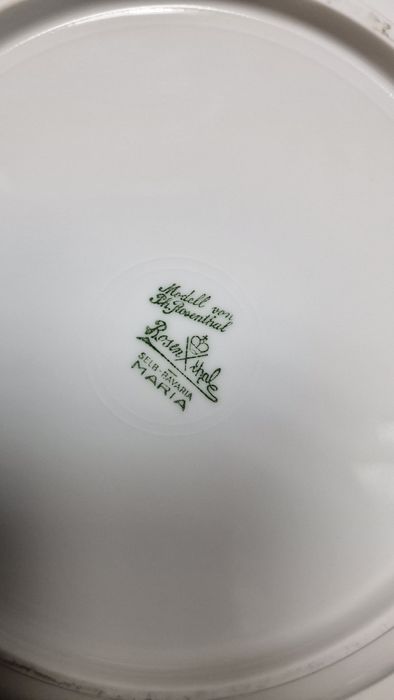 Modell von
Ph. Rosenthal
Rosenthal
SELB-BAVARIA
MARIA